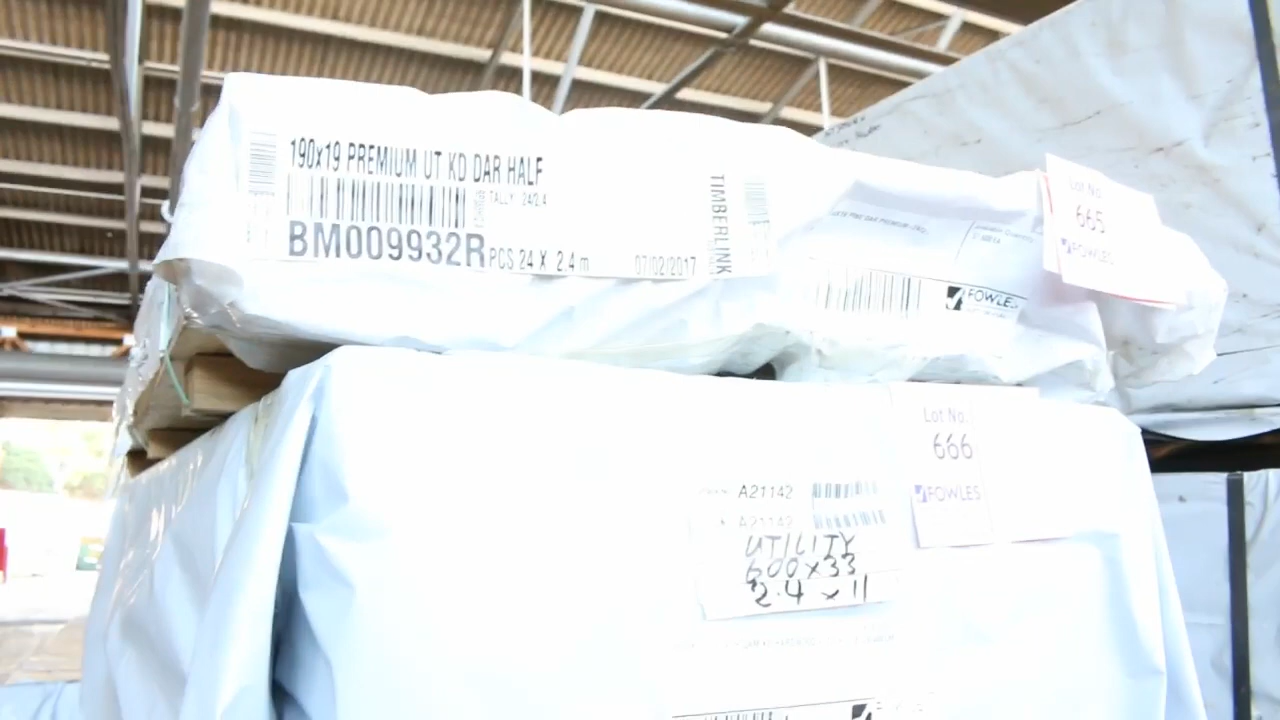 190x19 PREMIUM UT KD DAR HALF
TALLY: 24/2.4
BM009932R PCS 24 X 2.4 m
07/02/2017
TIMBERLINK
FOWLES
Lot No.
665
FOWLES
Lot No.
666
FOWLES
A21142
A21142
UTILITY
600x33
2.4 x 11